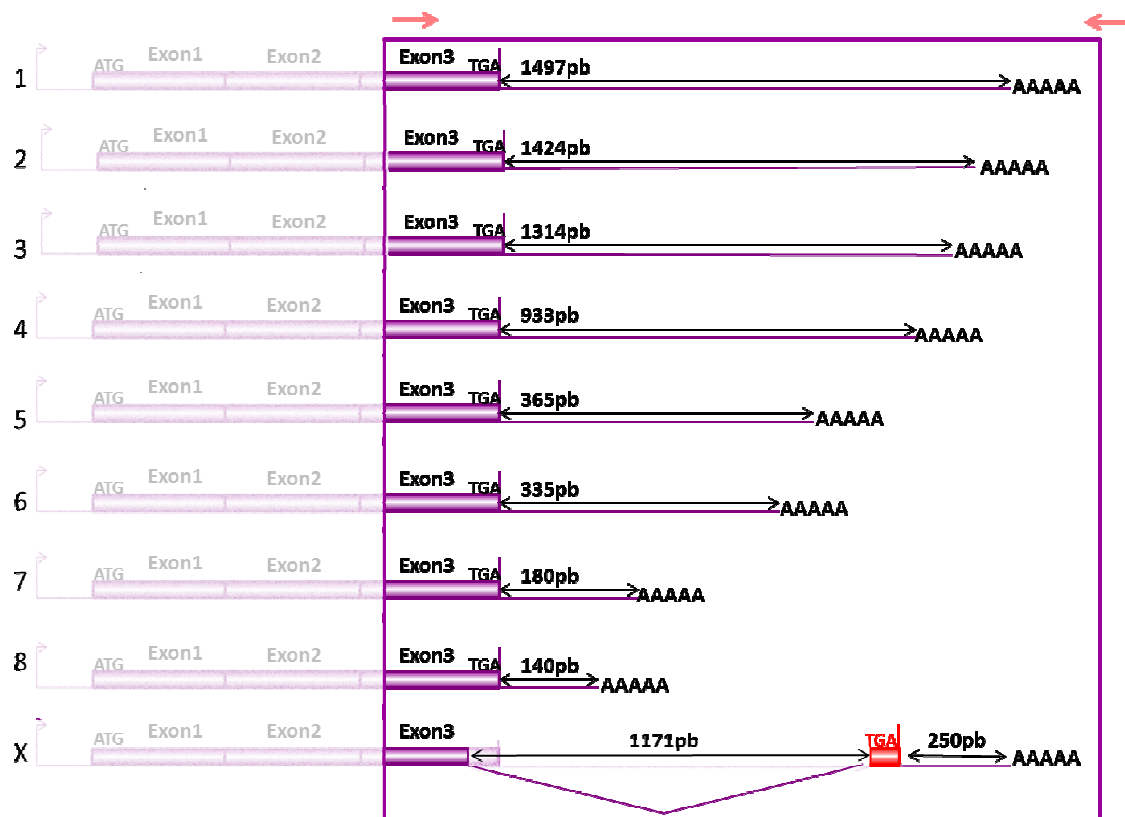 Exon1 Exon2 Exon3
1 ATG TGA 1497pb AAAAA
Exon1 Exon2 Exon3
2 ATG TGA 1424pb AAAAA
Exon1 Exon2 Exon3
3 ATG TGA 1314pb AAAAA
Exon1 Exon2 Exon3
4 ATG TGA 933pb AAAAA
Exon1 Exon2 Exon3
5 ATG TGA 365pb AAAAA
Exon1 Exon2 Exon3
6 ATG TGA 335pb AAAAA
Exon1 Exon2 Exon3
7 ATG TGA 180pb AAAAA
Exon1 Exon2 Exon3
8 ATG TGA 140pb AAAAA
Exon1 Exon2 Exon3
X ATG 1171pb TGA 250pb AAAAA